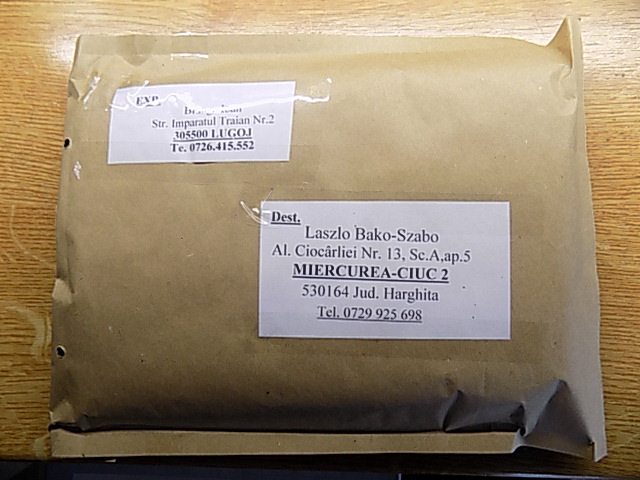 EXP.
Ioan
Str. Imparatul Traian Nr.2
305500 LUGOJ
Te. 0726.415.552
Dest.
Laszlo Bako-Szabo
Al. Ciocârliei Nr. 13, Sc.A,ap.5
MIERCUREA-CIUC 2
530164 Jud. Harghita
Tel. 0729 925 698